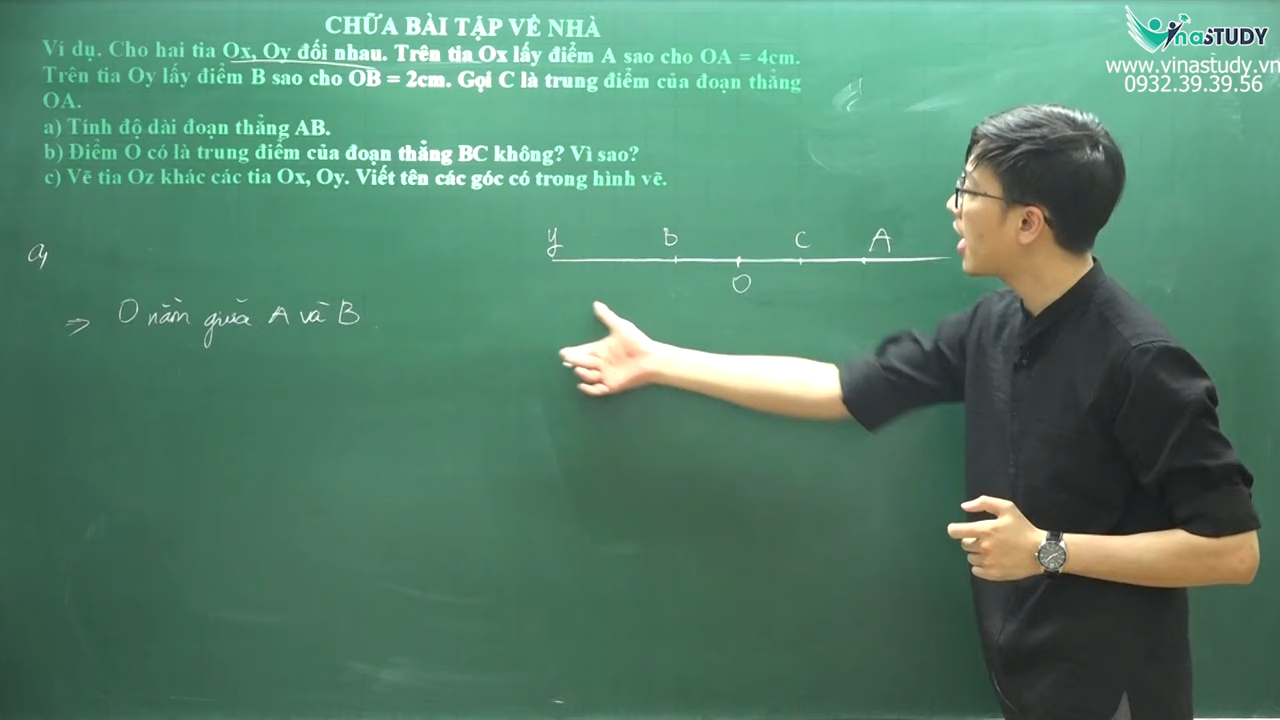 CHỮA BÀI TẬP VỀ NHÀ
Ví dụ. Cho hai tia Ox, Oy đối nhau. Trên tia Ox lấy điểm A sao cho OA = 4cm.
Trên tia Oy lấy điểm B sao cho OB = 2cm. Gọi C là trung điểm của đoạn thẳng
OA.
a) Tính độ dài đoạn thẳng AB.
b) Điểm O có là trung điểm của đoạn thẳng BC không? Vì sao?
c) Vẽ tia Oz khác các tia Ox, Oy. Viết tên các góc có trong hình vẽ.
VinaSTUDY
www.vinastudy.vn
0932.39.39.56
y B C A
O
a,
⇒ O nằm giữa A và B.